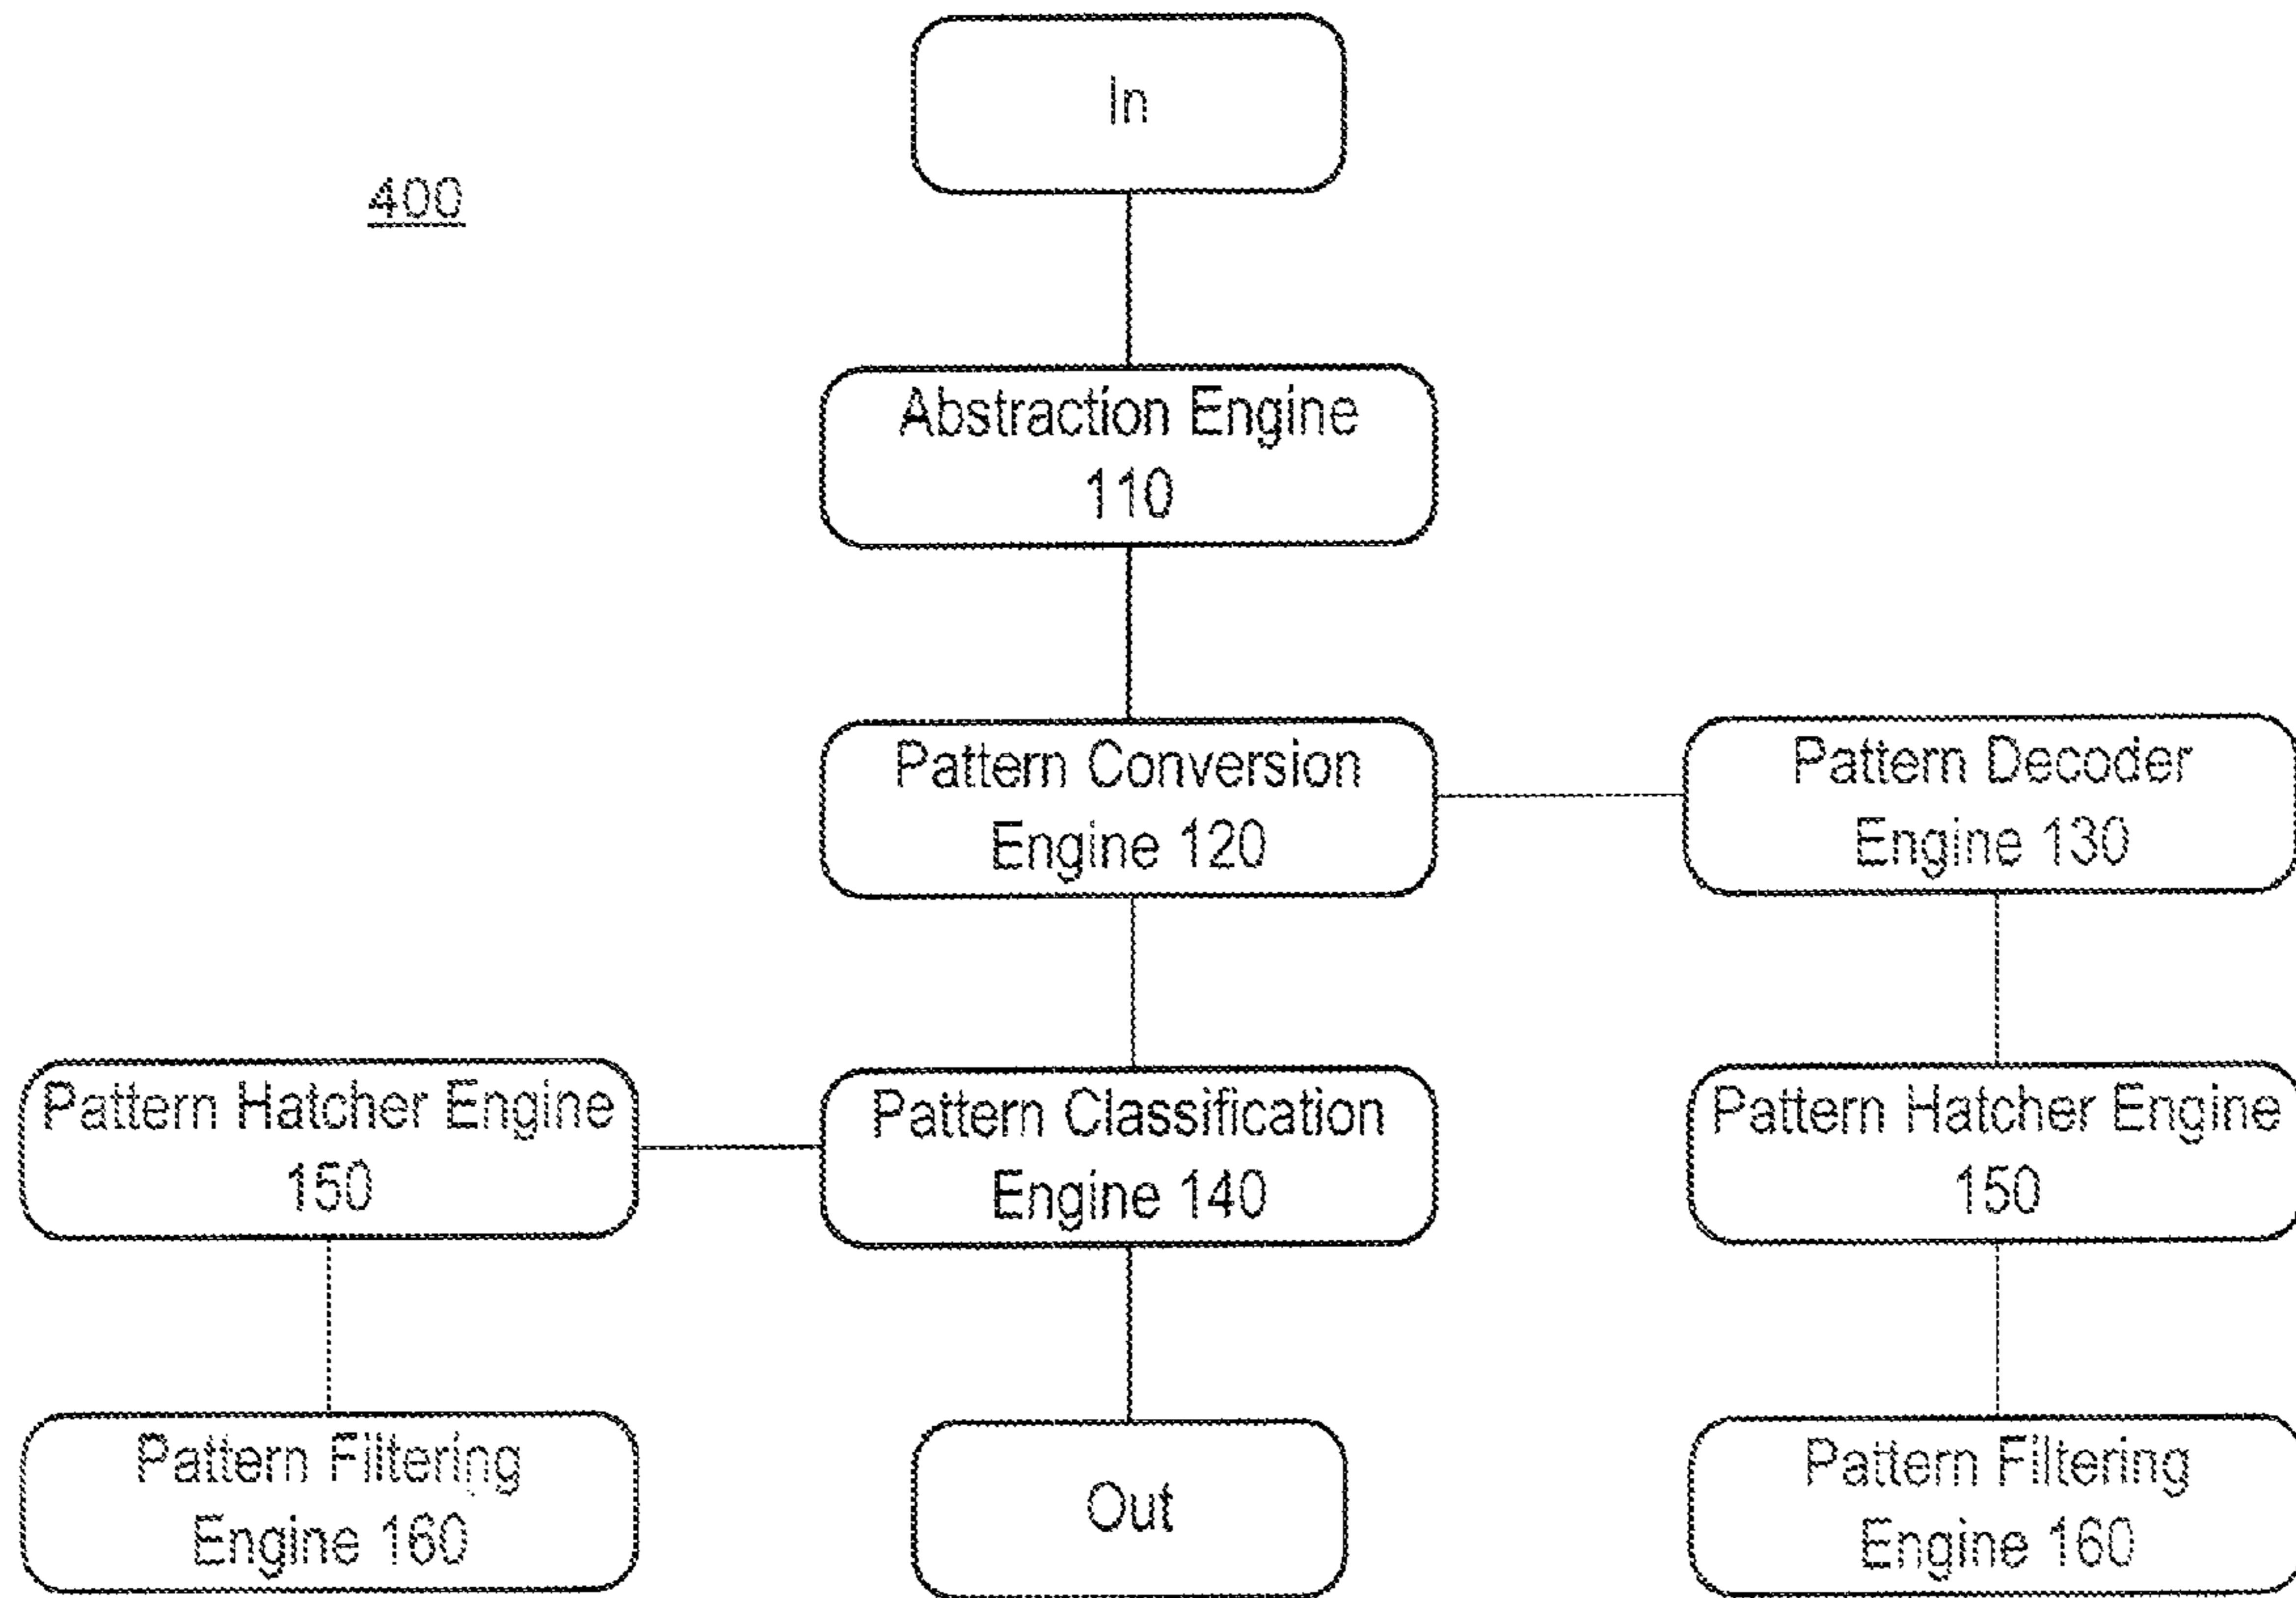 In
400
Abstraction Engine
110
Pattern Conversion
Engine 120
Pattern Decoder
Engine 130
Pattern Hatcher Engine
150
Pattern Classification
Engine 140
Pattern Hatcher Engine
150
Pattern Filtering
Engine 160
Out
Pattern Filtering
Engine 160